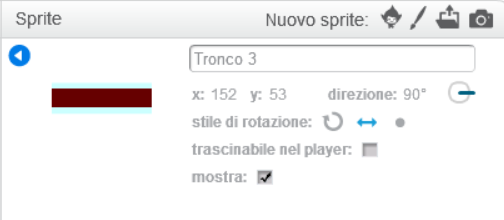 Sprite Nuovo sprite:
Tronco 3
x: 152 y: 53 direzione: 90°
stile di rotazione:
trascinabile nel player:
mostra: